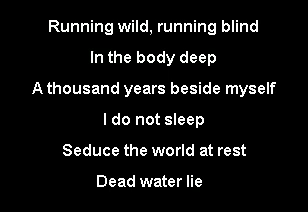 Running wild, running blind
In the body deep
A thousand years beside myself
I do not sleep
Seduce the world at rest
Dead water lie